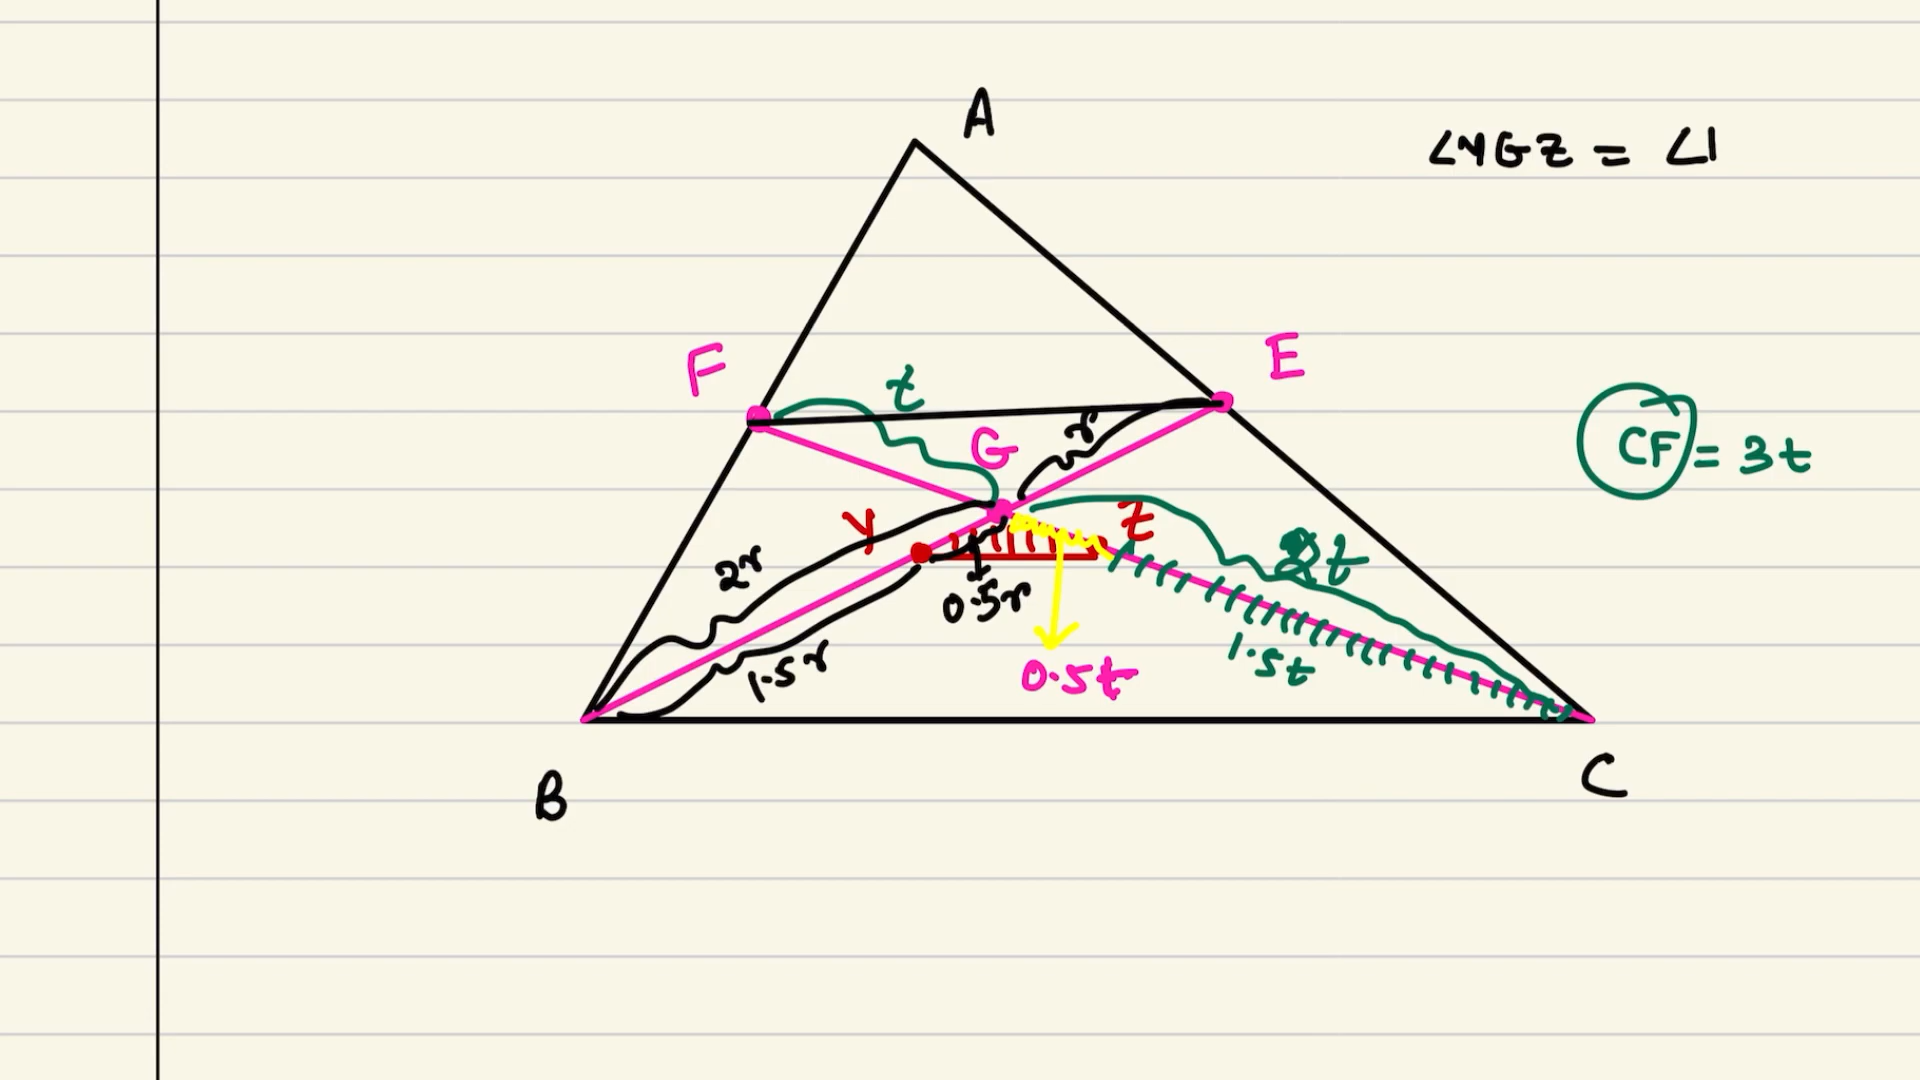 A
∠YGZ = ∠1
F
E
t
r
G
CF = 3t
Y
Z
2r
2t
0.5r
1.5r
0.5t
1.5t
B
C